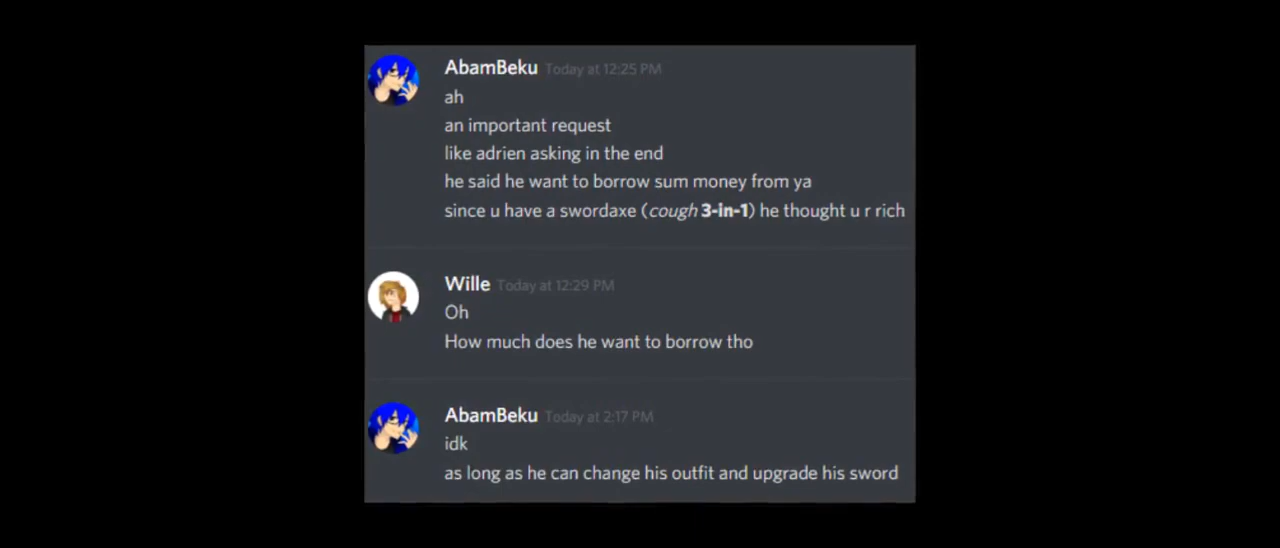 AbamBeku Today at 12:25 PM
ah
an important request
like adrien asking in the end
he said he want to borrow sum money from ya
since u have a swordaxe (cough 3-in-1) he thought u r rich
Wille Today at 12:29 PM
Oh
How much does he want to borrow tho
AbamBeku Today at 2:17 PM
idk
as long as he can change his outfit and upgrade his sword